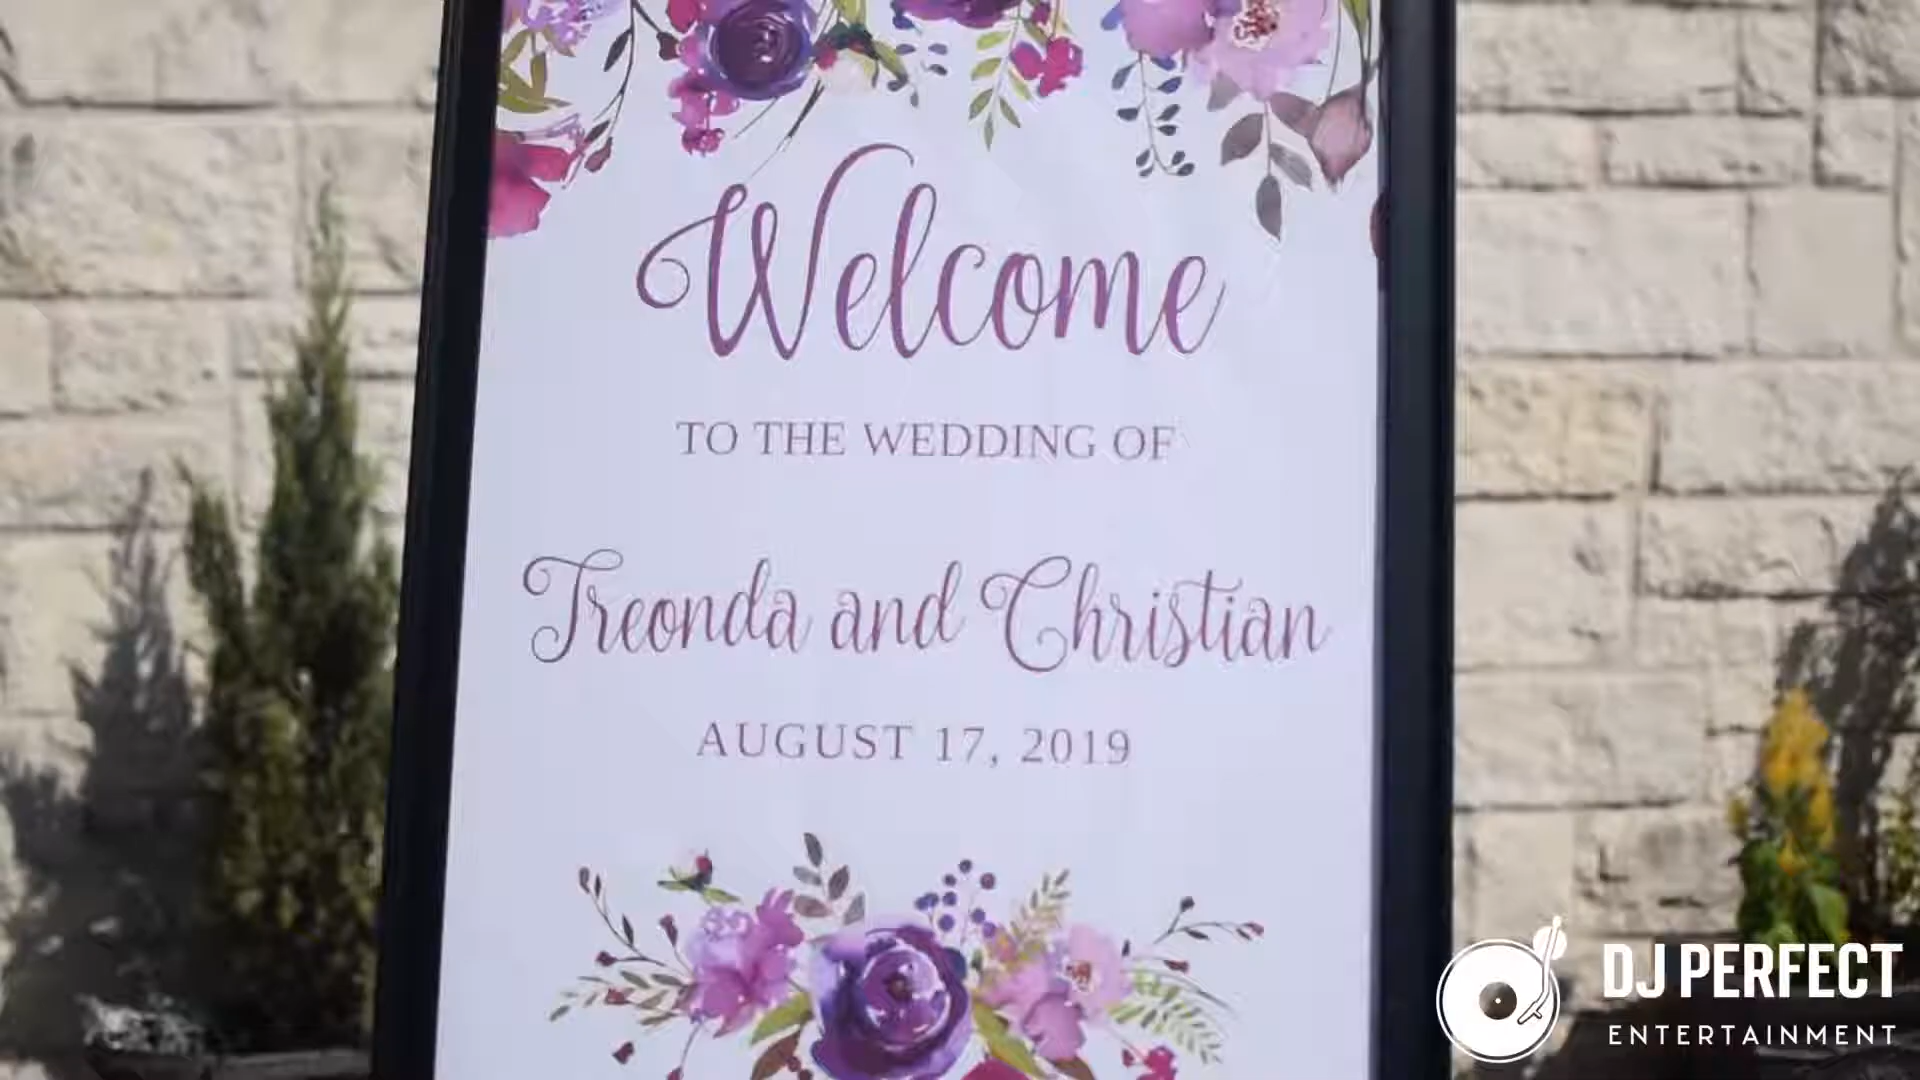 Welcome
TO THE WEDDING OF
Treonda and Christian
AUGUST 17, 2019
DJ PERFECT
ENTERTAINMENT